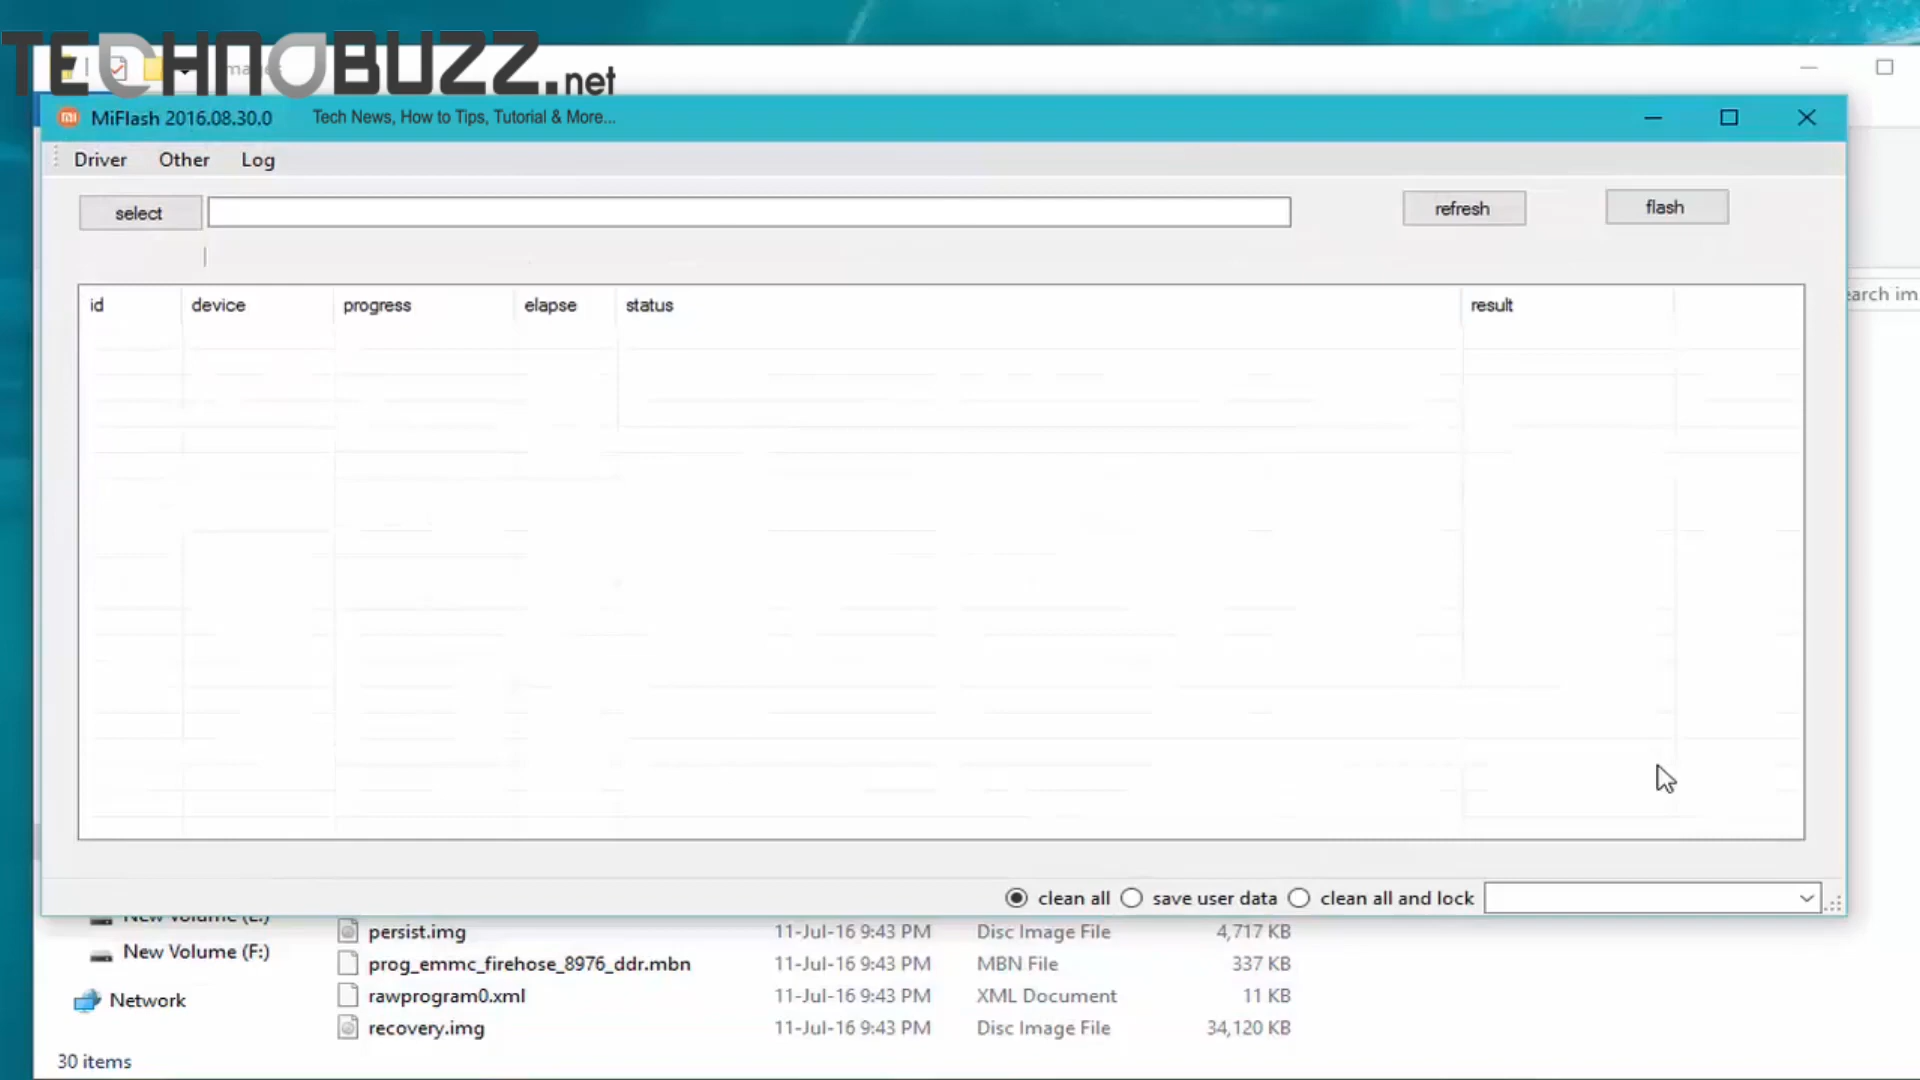 TECHNOBUZZ.net
MiFlash 2016.08.30.0
Tech News, How to Tips, Tutorial & More...
Driver Other Log
select
refresh
flash
id device progress elapse status result
clean all save user data clean all and lock
New Volume (E:)
persist.img 11-Jul-16 9:43 PM Disc Image File 4,717 KB
New Volume (F:)
prog_emmc_firehose_8976_ddr.mbn 11-Jul-16 9:43 PM MBN File 337 KB
Network
rawprogram0.xml 11-Jul-16 9:43 PM XML Document 11 KB
recovery.img 11-Jul-16 9:43 PM Disc Image File 34,120 KB
30 items